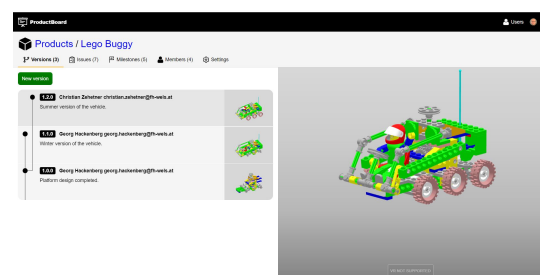 ProductBoard
Users
Products / Lego Buggy
Versions (3) Issues (7) Milestones (5) Members (4) Settings
New version
1.2.0 Christian Zehetner christian.zehetner@fh-wels.at
Summer version of the vehicle.
1.1.0 Georg Hackenberg georg.hackenberg@fh-wels.at
Winter version of the vehicle.
1.0.0 Georg Hackenberg georg.hackenberg@fh-wels.at
Platform design completed.
VR NOT SUPPORTED